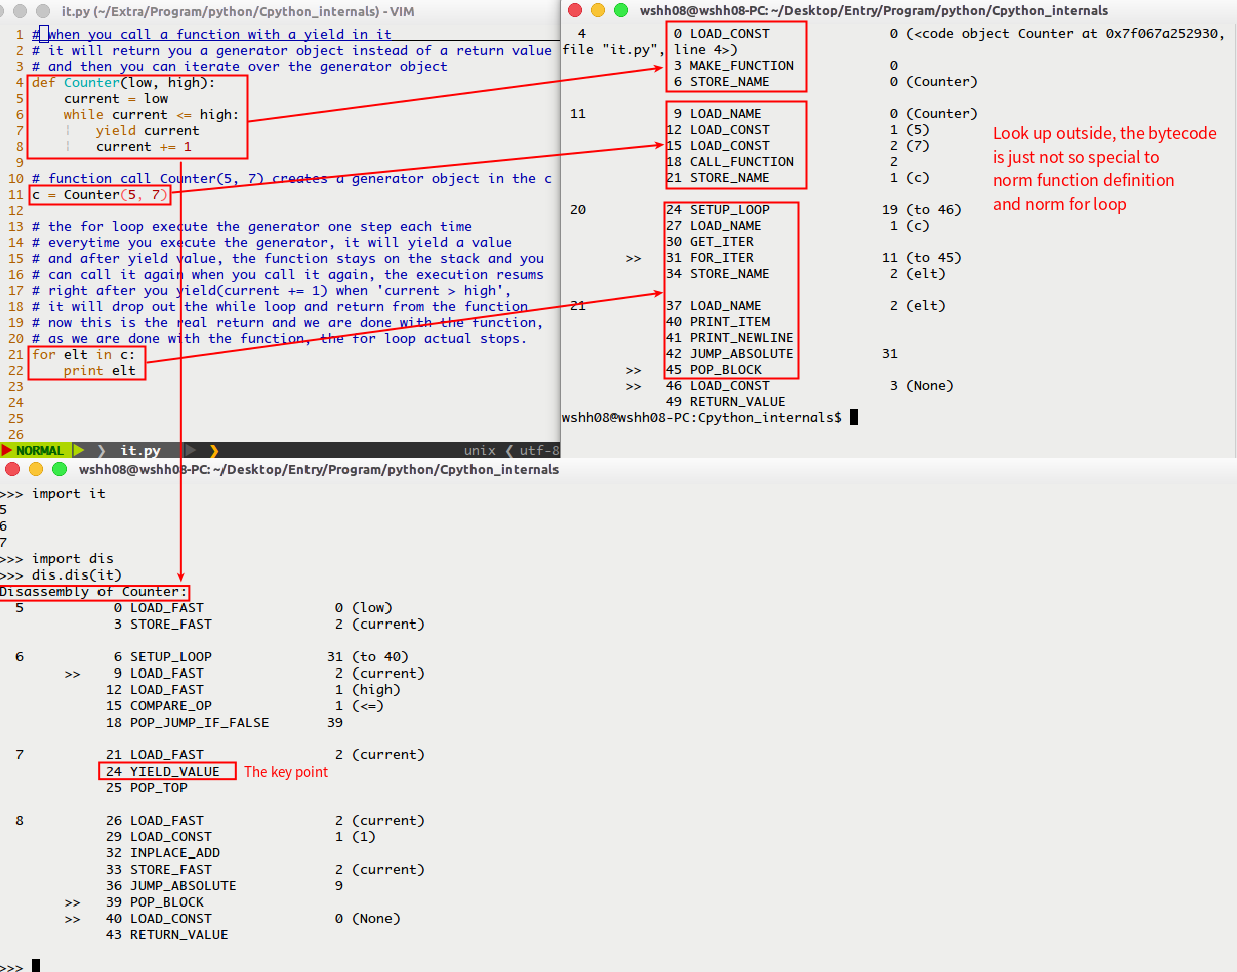 it.py (~/Extra/Program/python/Cpython_internals) - VIM
1 # when you call a function with a yield in it
2 # it will return you a generator object instead of a return value
3 # and then you can iterate over the generator object
4 def Counter(low, high):
5     current = low
6     while current <= high:
7     ¦   yield current
8     ¦   current += 1
9
10 # function call Counter(5, 7) creates a generator object in the c
11 c = Counter(5, 7)
12
13 # the for loop execute the generator one step each time
14 # everytime you execute the generator, it will yield a value
15 # and after yield value, the function stays on the stack and you
16 # can call it again when you call it again, the execution resums
17 # right after you yield(current += 1) when 'current > high',
18 # it will drop out the while loop and return from the function
19 # now this is the real return and we are done with the function,
20 # as we are done with the function, the for loop actual stops.
21 for elt in c:
22     print elt
23
24
25
26
NORMAL it.py unix utf-8
wshh08@wshh08-PC: ~/Desktop/Entry/Program/python/Cpython_internals
4 0 LOAD_CONST 0 (<code object Counter at 0x7f067a252930,
file "it.py", line 4>)
3 MAKE_FUNCTION 0
6 STORE_NAME 0 (Counter)
11 9 LOAD_NAME 0 (Counter)
12 LOAD_CONST 1 (5)
15 LOAD_CONST 2 (7)
18 CALL_FUNCTION 2
21 STORE_NAME 1 (c)
20 24 SETUP_LOOP 19 (to 46)
27 LOAD_NAME 1 (c)
30 GET_ITER
>> 31 FOR_ITER 11 (to 45)
34 STORE_NAME 2 (elt)
21 37 LOAD_NAME 2 (elt)
40 PRINT_ITEM
41 PRINT_NEWLINE
42 JUMP_ABSOLUTE 31
>> 45 POP_BLOCK
>> 46 LOAD_CONST 3 (None)
49 RETURN_VALUE
wshh08@wshh08-PC:Cpython_internals$
Look up outside, the bytecode
is just not so special to
norm function definition
and norm for loop
wshh08@wshh08-PC: ~/Desktop/Entry/Program/python/Cpython_internals
>>> import it
5
6
7
>>> import dis
>>> dis.dis(it)
Disassembly of Counter:
5 0 LOAD_FAST 0 (low)
3 STORE_FAST 2 (current)
6 6 SETUP_LOOP 31 (to 40)
>> 9 LOAD_FAST 2 (current)
12 LOAD_FAST 1 (high)
15 COMPARE_OP 1 (<=)
18 POP_JUMP_IF_FALSE 39
7 21 LOAD_FAST 2 (current)
24 YIELD_VALUE The key point
25 POP_TOP
8 26 LOAD_FAST 2 (current)
29 LOAD_CONST 1 (1)
32 INPLACE_ADD
33 STORE_FAST 2 (current)
36 JUMP_ABSOLUTE 9
>> 39 POP_BLOCK
>> 40 LOAD_CONST 0 (None)
43 RETURN_VALUE
>>>